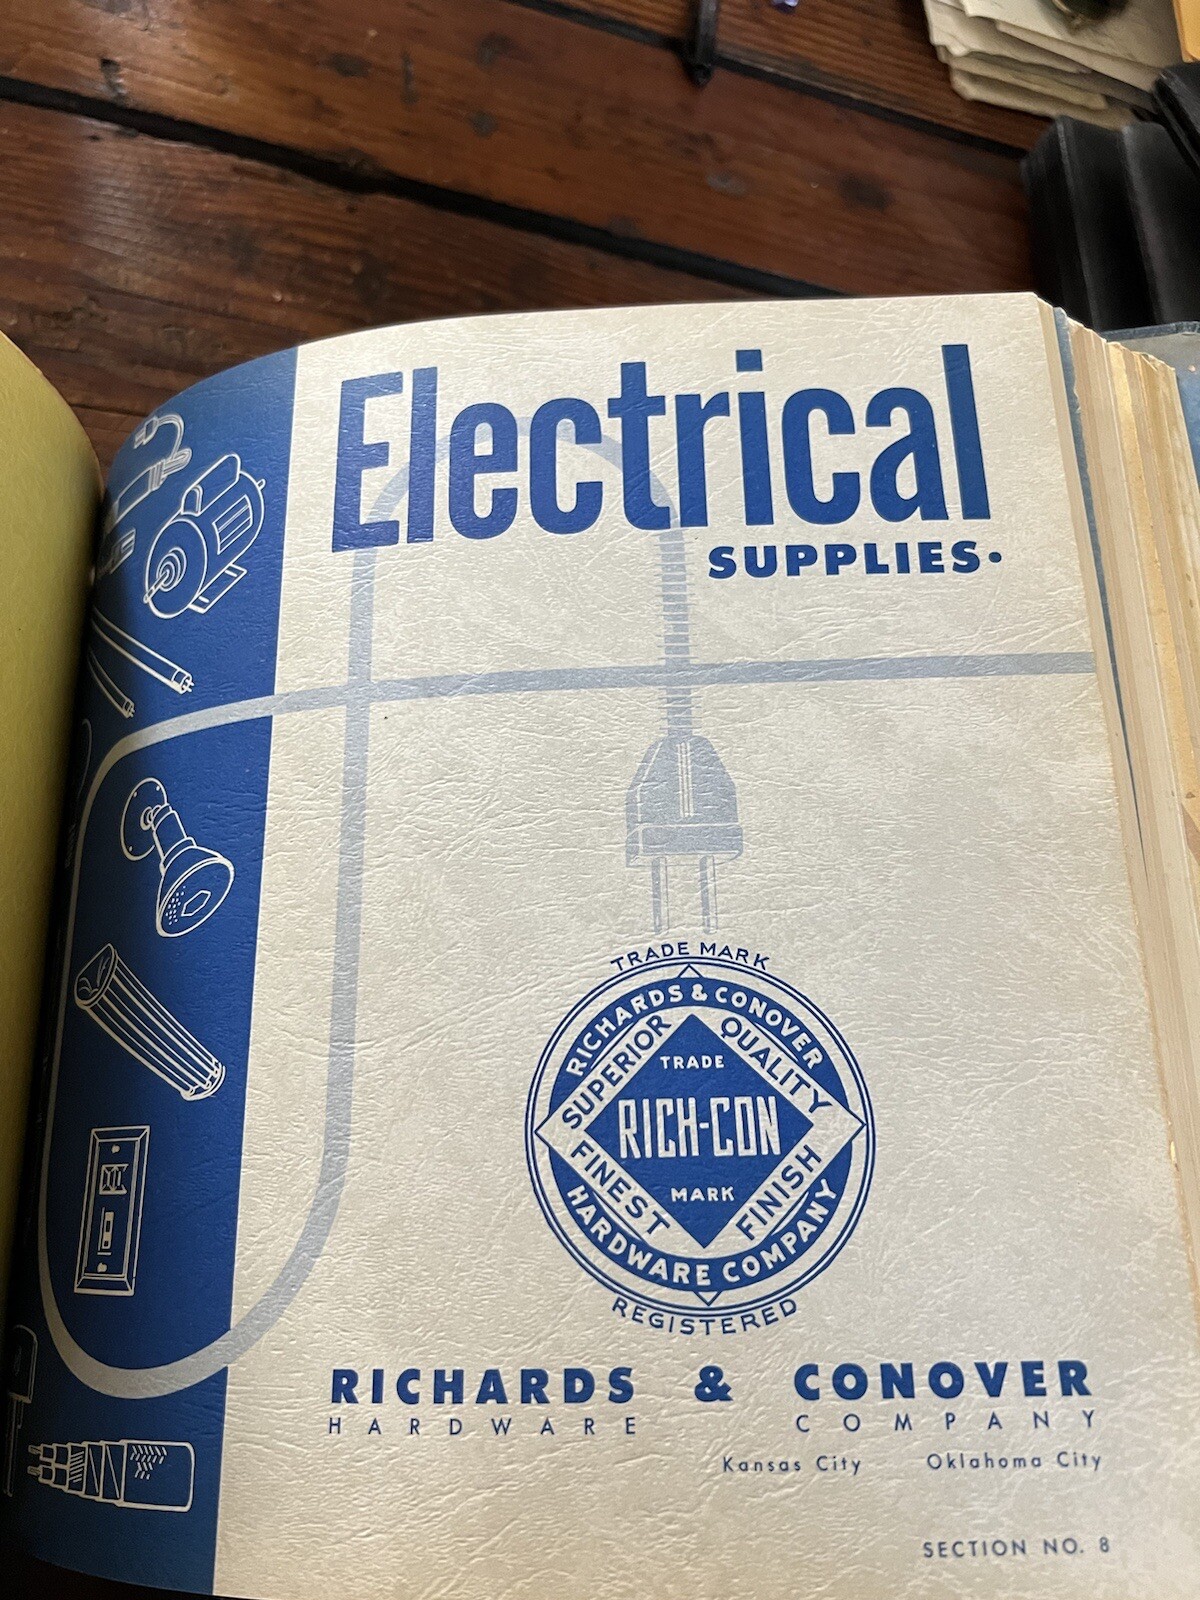 Electrical
SUPPLIES.
TRADE MARK
RICHARDS & CONOVER
SUPERIOR QUALITY
TRADE
RICH-CON
MARK
FINEST FINISH
HARDWARE COMPANY
REGISTERED
RICHARDS & CONOVER
HARDWARE COMPANY
Kansas City Oklahoma City
SECTION NO. 8